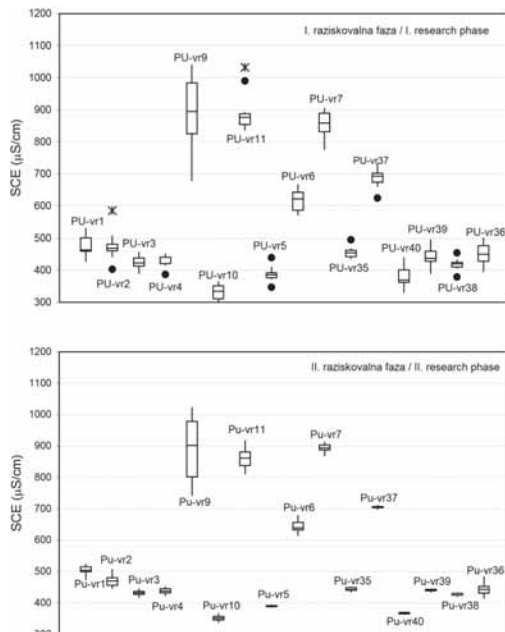 I. raziskovalna faza / I. research phase
SCE (µS/cm)
1200
1100
1000
900
800
700
600
500
400
300
PU-vr1
PU-vr2
PU-vr3
PU-vr4
PU-vr9
PU-vr10
PU-vr11
PU-vr5
PU-vr6
PU-vr7
PU-vr35
PU-vr37
PU-vr40
PU-vr39
PU-vr38
PU-vr36
II. raziskovalna faza / II. research phase
SCE (µS/cm)
1200
1100
1000
900
800
700
600
500
400
300
Pu-vr1
Pu-vr2
Pu-vr3
Pu-vr4
Pu-vr9
Pu-vr10
Pu-vr11
Pu-vr5
Pu-vr6
Pu-vr7
Pu-vr35
Pu-vr37
Pu-vr40
Pu-vr39
Pu-vr38
Pu-vr36